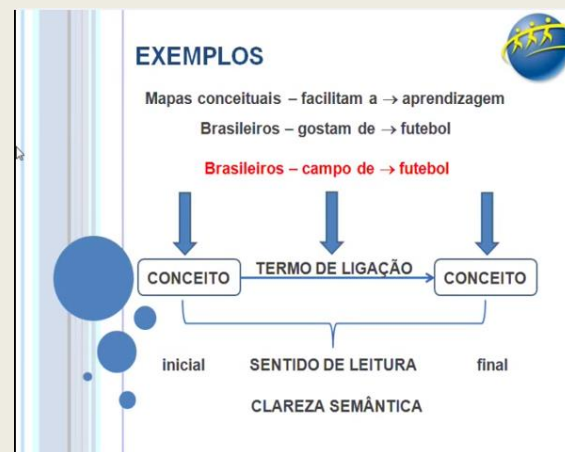 EXEMPLOS
Mapas conceituais – facilitam a → aprendizagem
Brasileiros – gostam de → futebol
Brasileiros – campo de → futebol
CONCEITO TERMO DE LIGAÇÃO CONCEITO
inicial SENTIDO DE LEITURA final
CLAREZA SEMÂNTICA